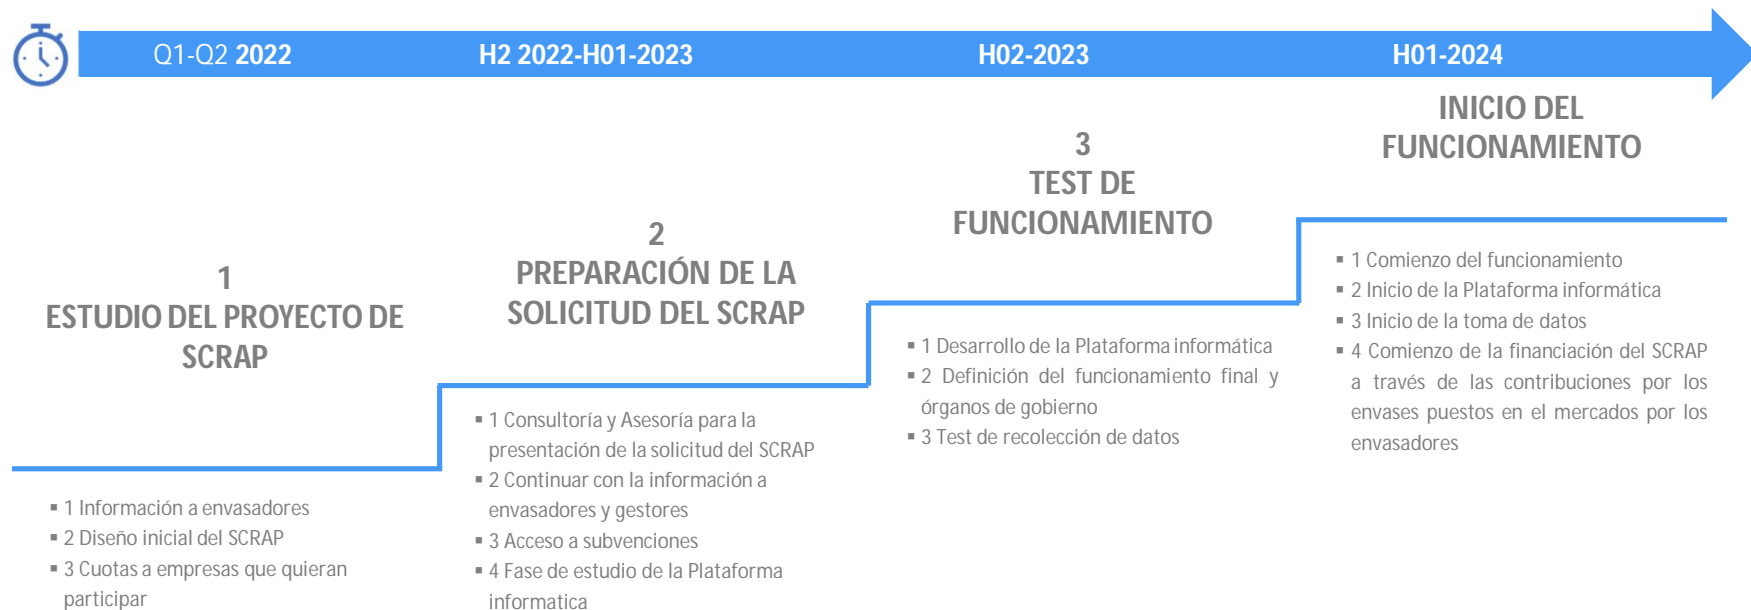 Q1-Q2 2022
H2 2022-H01-2023
H02-2023
H01-2024
1
ESTUDIO DEL PROYECTO DE
SCRAP
▪ 1 Información a envasadores
▪ 2 Diseño inicial del SCRAP
▪ 3 Cuotas a empresas que quieran
participar
2
PREPARACIÓN DE LA
SOLICITUD DEL SCRAP
▪ 1 Consultoría y Asesoría para la
presentación de la solicitud del SCRAP
▪ 2 Continuar con la información a
envasadores y gestores
▪ 3 Acceso a subvenciones
▪ 4 Fase de estudio de la Plataforma
informatica
3
TEST DE
FUNCIONAMIENTO
▪ 1 Desarrollo de la Plataforma informática
▪ 2 Definición del funcionamiento final y
órganos de gobierno
▪ 3 Test de recolección de datos
INICIO DEL
FUNCIONAMIENTO
▪ 1 Comienzo del funcionamiento
▪ 2 Inicio de la Plataforma informática
▪ 3 Inicio de la toma de datos
▪ 4 Comienzo de la financiación del SCRAP
a través de las contribuciones por los
envases puestos en el mercados por los
envasadores